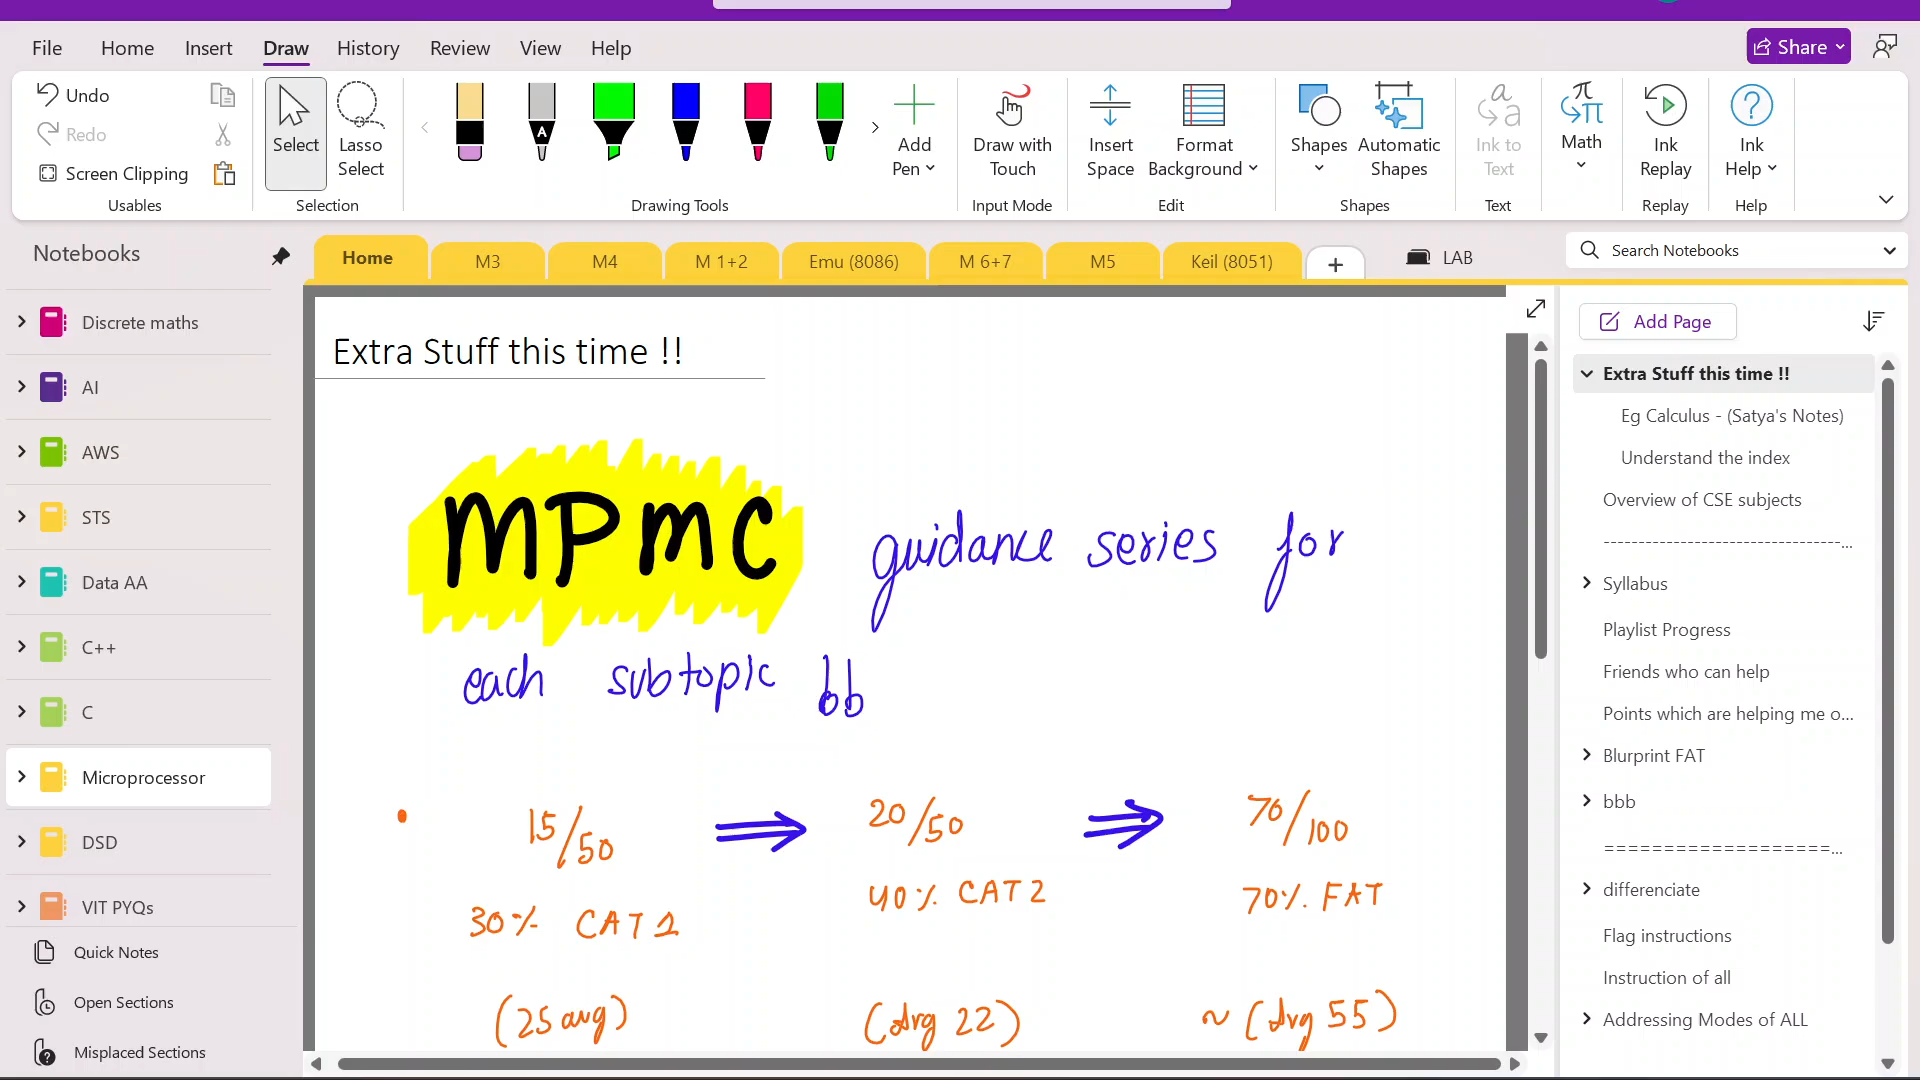 File Home Insert Draw History Review View Help Share
Undo
Redo
Screen Clipping
Usables
Select
Lasso Select
Selection
A
Drawing Tools
Add Pen
Draw with Touch
Input Mode
Insert Space
Format Background
Edit
Shapes
Automatic Shapes
Shapes
Ink to Text
Text
Math
Ink Replay
Replay
Ink Help
Help
Notebooks
Home M3 M4 M 1+2 Emu (8086) M 6+7 M5 Keil (8051) + LAB
Search Notebooks
Discrete maths
AI
AWS
STS
Data AA
C++
C
Microprocessor
DSD
VIT PYQs
Quick Notes
Open Sections
Misplaced Sections
Extra Stuff this time !!
MPMC guidance series for
each subtopic
15/50 ⇒ 20/50 ⇒ 70/100
30% CAT 1 40% CAT 2 70% FAT
(25 avg) (Avg 22) ~ (Avg 55)
Add Page
Extra Stuff this time !!
Eg Calculus - (Satya's Notes)
Understand the index
Overview of CSE subjects
----------------------------------...
Syllabus
Playlist Progress
Friends who can help
Points which are helping me o...
Blurprint FAT
bbb
===================...
differenciate
Flag instructions
Instruction of all
Addressing Modes of ALL